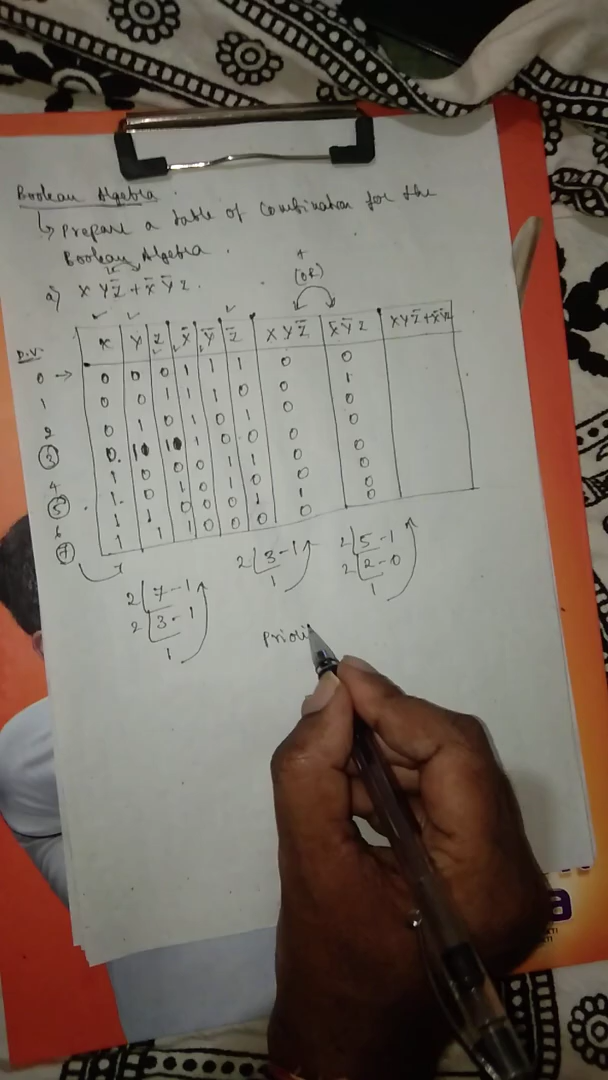 Boolean Algebra.
↳ Prepare a table of Combination for the
Boolean Algebra.
a) X Y Z̄ + X̄ Ȳ Z.
+
(OR)
D.V. X Y Z X̄ Ȳ Z̄ X Y Z̄ X̄ Ȳ Z XYZ̄ + X̄ȲZ
0 → 0 0 0 1 1 1 0 0
1 0 0 1 1 1 0 0 1
2 0 1 0 1 0 1 0 0
3 0 1 1 1 0 0 0 0
4 1 0 0 0 1 1 0 0
5 1 0 1 0 1 0 0 0
6 1 1 0 0 0 1 1 0
7 1 1 1 0 0 0 0 0
2 7 - 1
2 3 - 1
1
2 3 - 1
1
2 5 - 1
2 2 - 0
1
Priori